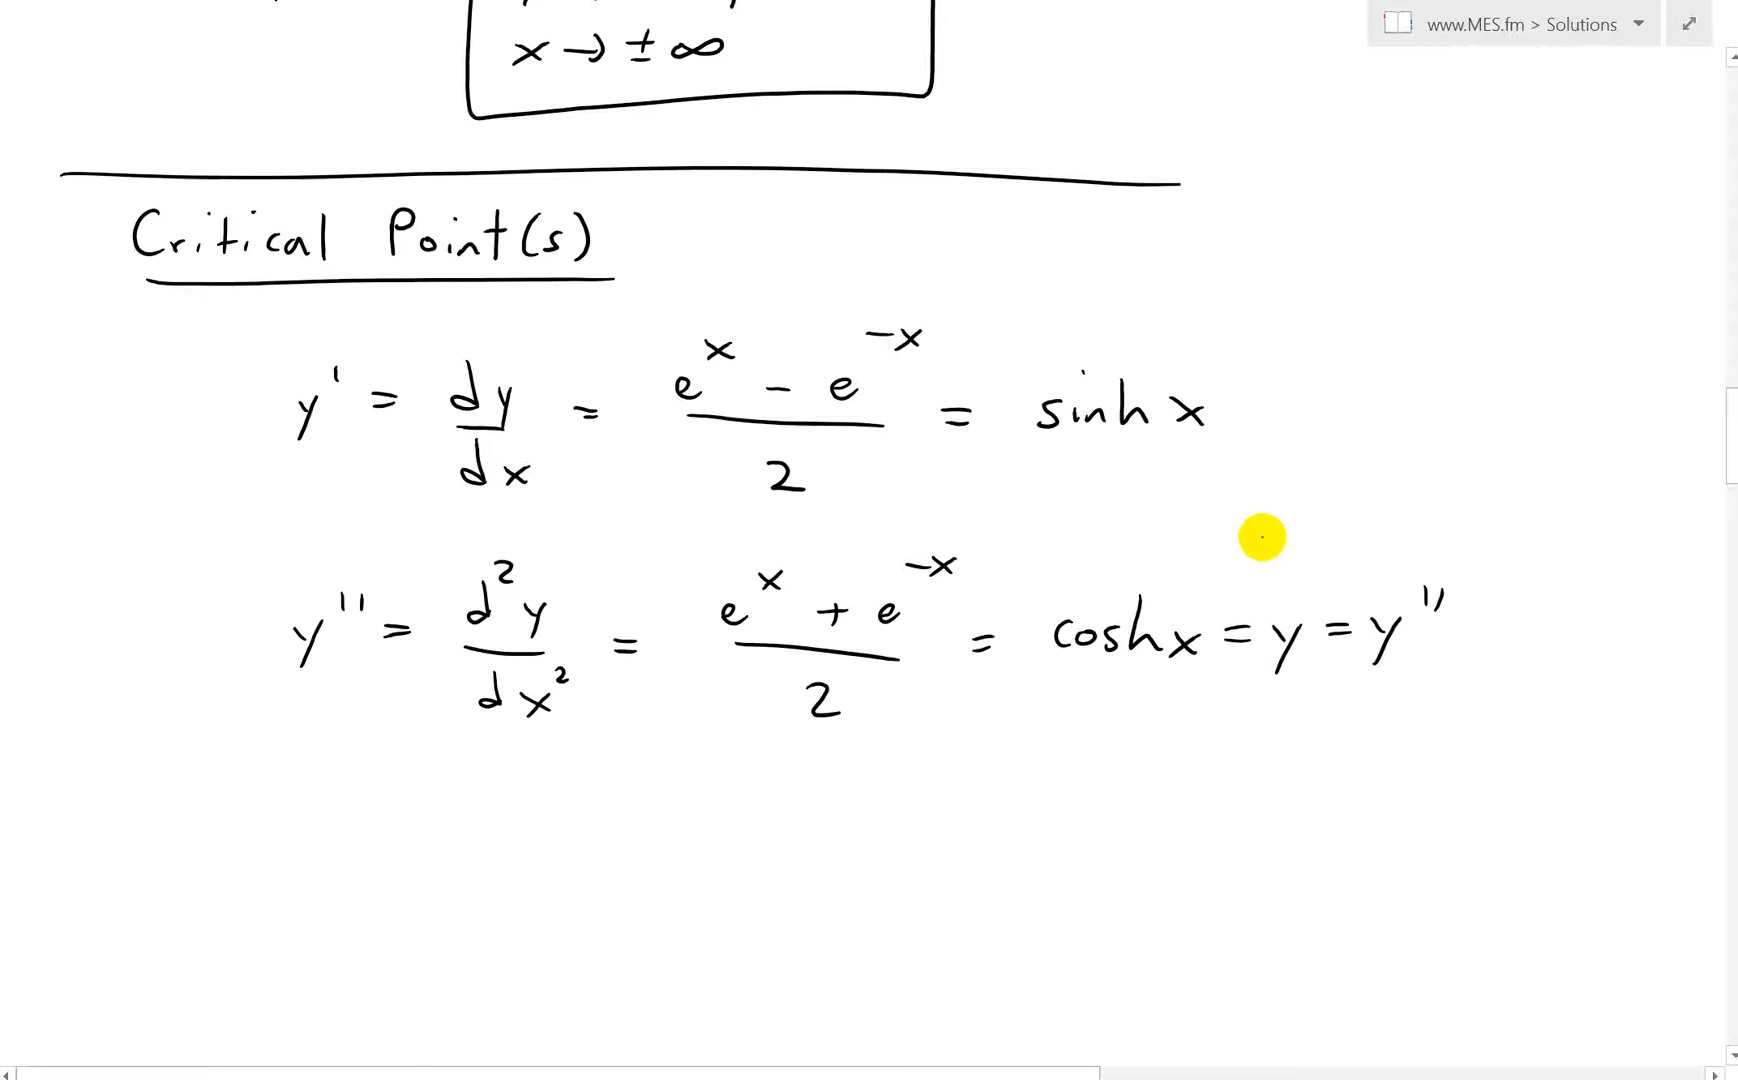 www.MES.fm > Solutions
x → ± ∞
Critical Point(s)
y' = dy/dx = (e^x - e^-x)/2 = sinh x
y'' = d²y/dx² = (e^x + e^-x)/2 = cosh x = y = y''